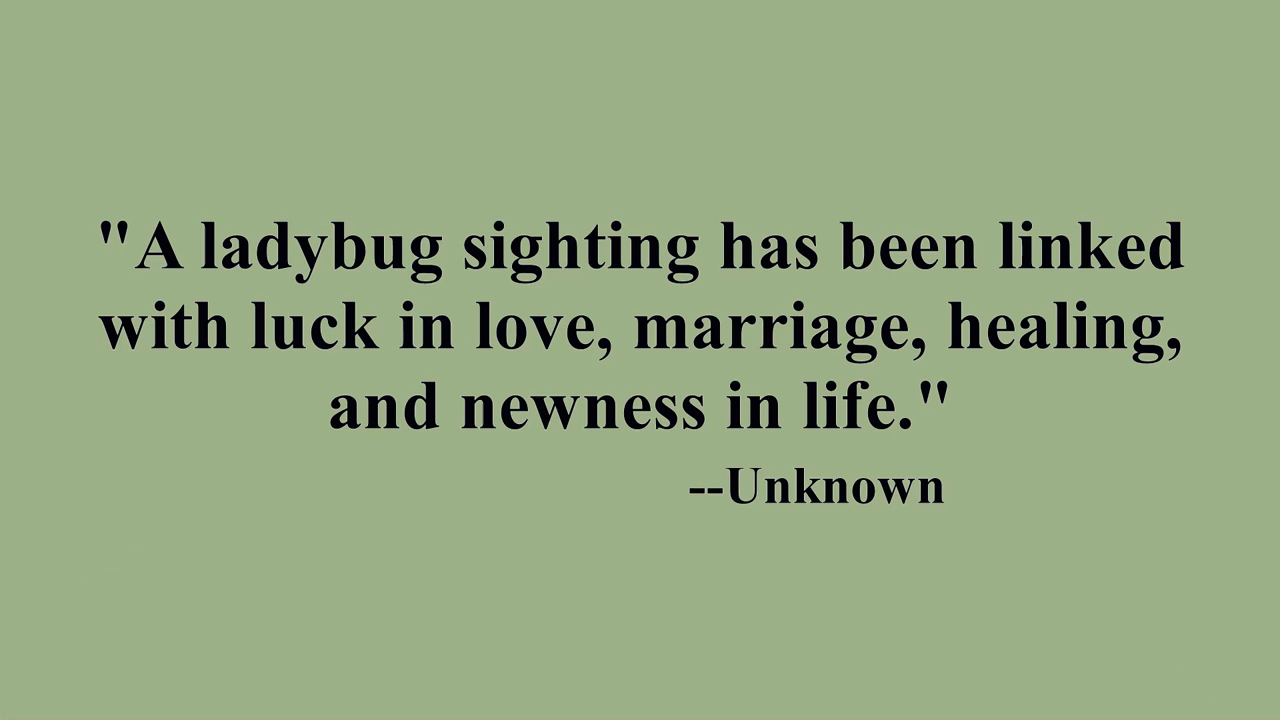 "A ladybug sighting has been linked
with luck in love, marriage, healing,
and newness in life."
--Unknown